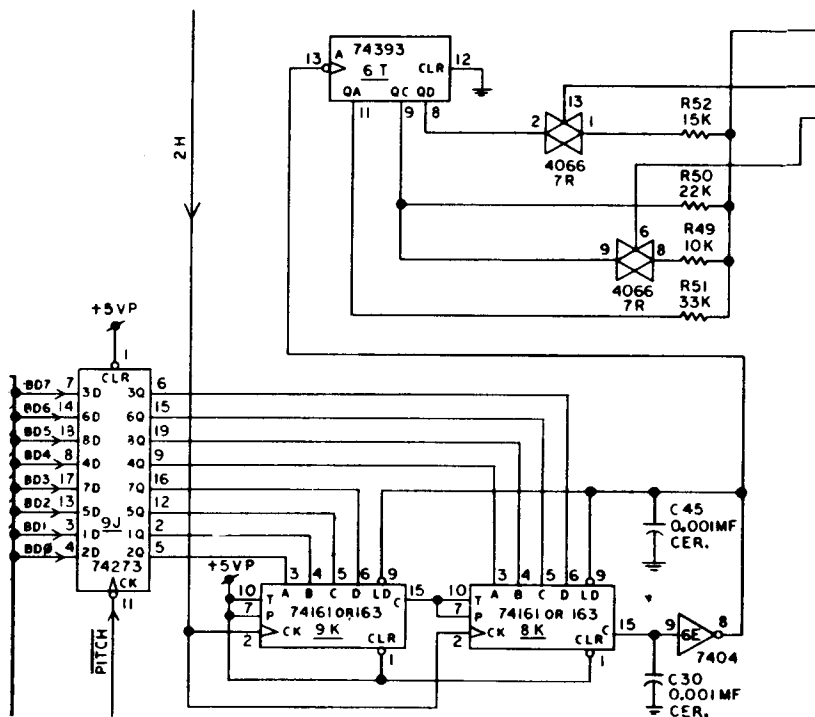 74393
13 A
6T CLR 12
QA QC QD
11 9 8
13
2 1
4066
7R
R52
15K
R50
22K
6
9 8
4066
7R
R49
10K
R51
33K
2H
+5VP
1
CLR
BD7 7 3D 3Q 6
BD6 14 6D 6Q 15
BD5 18 8D 8Q 19
BD4 8 4D 4Q 9
BD3 17 7D 7Q 16
BD2 13 5D 5Q 12
BD1 3 1D 1Q 2
BDØ 4 2D 2Q 5
9J
74273
CK
11
PITCH
+5VP
3 4 5 6 9
A B C D LD
10 T
7 P
2 CK
C 15
74161 OR 163
9K
CLR
1
3 4 5 6 9
A B C D LD
10 T
7 P
2 CK
C 15
74161 OR 163
8K
CLR
1
9 6E 8
7404
C45
0.001MF
CER.
C30
0.001MF
CER.